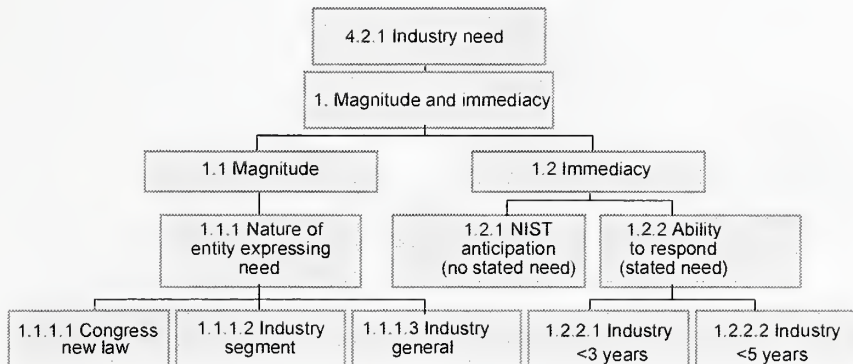 4.2.1 Industry need
1. Magnitude and immediacy
1.1 Magnitude
1.2 Immediacy
1.1.1 Nature of
entity expressing
need
1.2.1 NIST
anticipation
(no stated need)
1.2.2 Ability
to respond
(stated need)
1.1.1.1 Congress
new law
1.1.1.2 Industry
segment
1.1.1.3 Industry
general
1.2.2.1 Industry
<3 years
1.2.2.2 Industry
<5 years